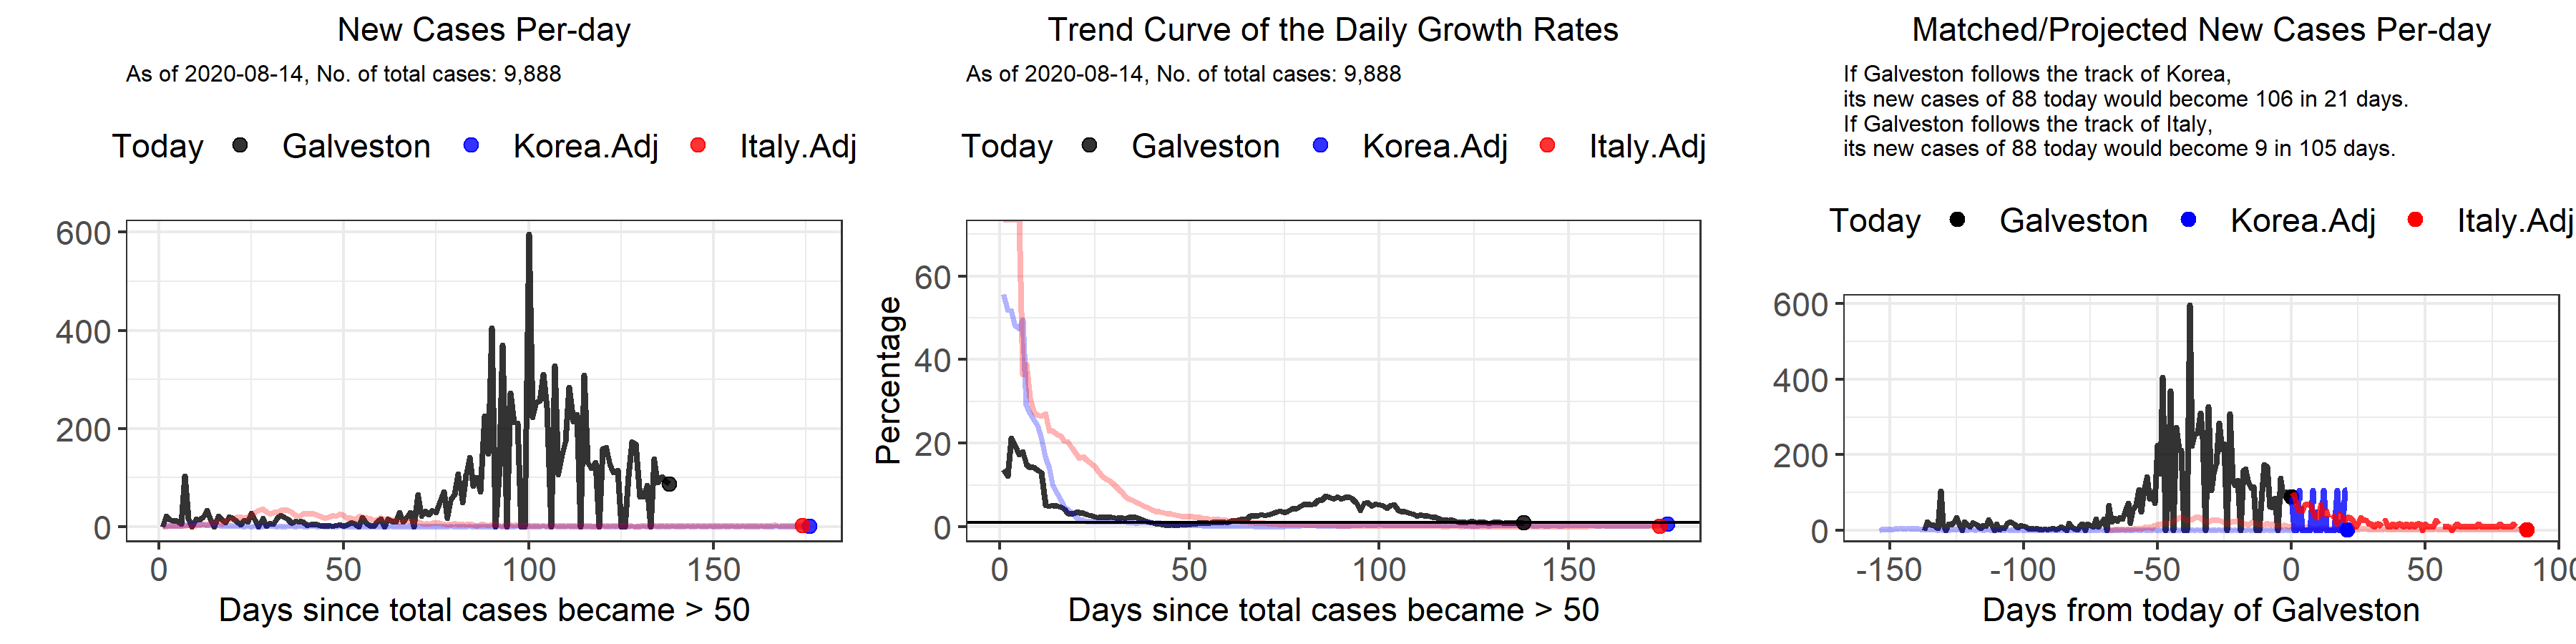 New Cases Per-day
As of 2020-08-14, No. of total cases: 9,888
Today Galveston Korea.Adj Italy.Adj
600
400
200
0
0 50 100 150
Days since total cases became > 50
Trend Curve of the Daily Growth Rates
As of 2020-08-14, No. of total cases: 9,888
Today Galveston Korea.Adj Italy.Adj
Percentage
60
40
20
0
0 50 100 150
Days since total cases became > 50
Matched/Projected New Cases Per-day
If Galveston follows the track of Korea,
its new cases of 88 today would become 106 in 21 days.
If Galveston follows the track of Italy,
its new cases of 88 today would become 9 in 105 days.
Today Galveston Korea.Adj Italy.Adj
600
400
200
0
-150 -100 -50 0 50 100
Days from today of Galveston